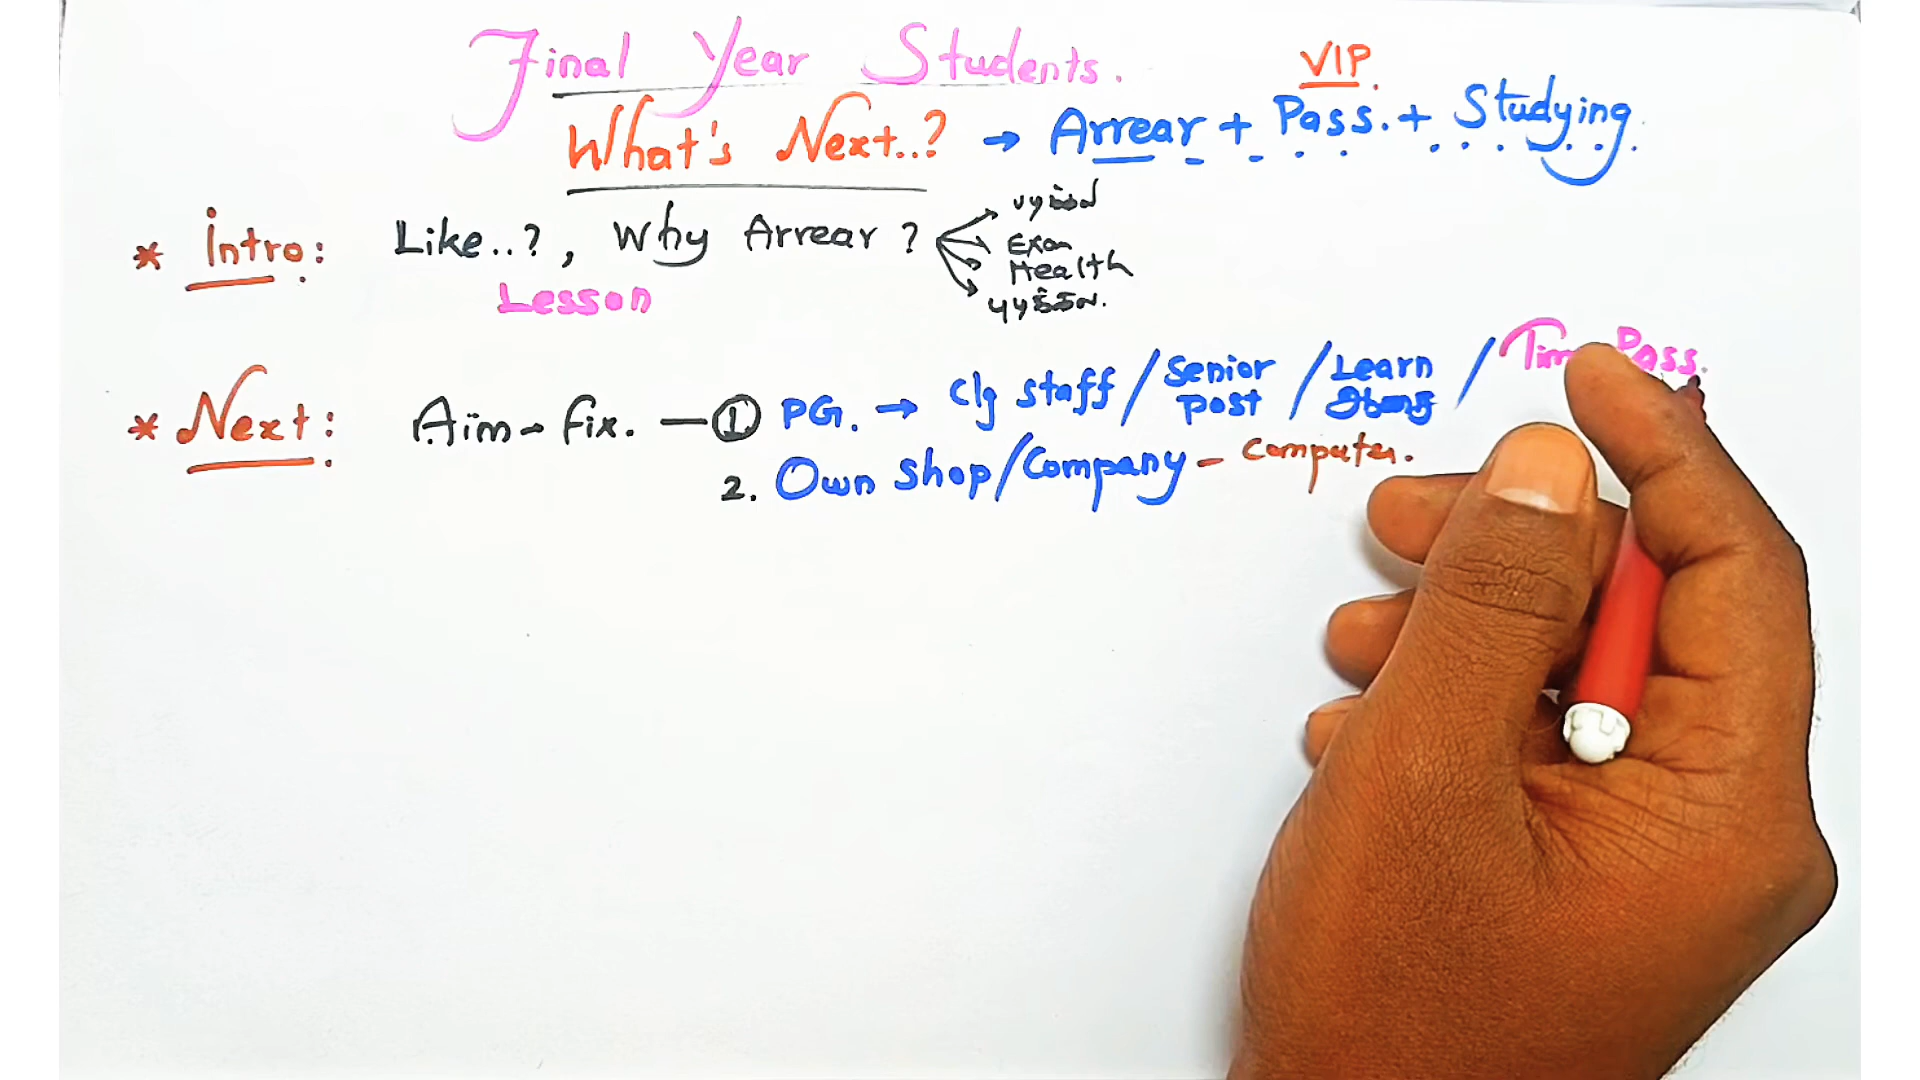 Final Year Students.
VIP.
What's Next..? → Arrear + Pass. + Studying
* Intro: Like..?, Why Arrear ?
Exam
Health
Lesson
* Next: Aim - fix. — ① PG. → Clg staff / Senior post / Learn / Pass.
2. Own shop/Company - Computer.